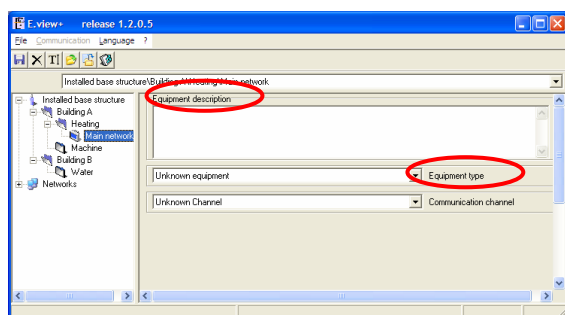 E.view+ release 1.2.0.5
File Communication Language ?
Installed base structure\Building A\Heating\Main network
Installed base structure
Building A
Heating
Main network
Machine
Building B
Water
Networks
Equipment description
Unknown equipment Equipment type
Unknown Channel Communication channel